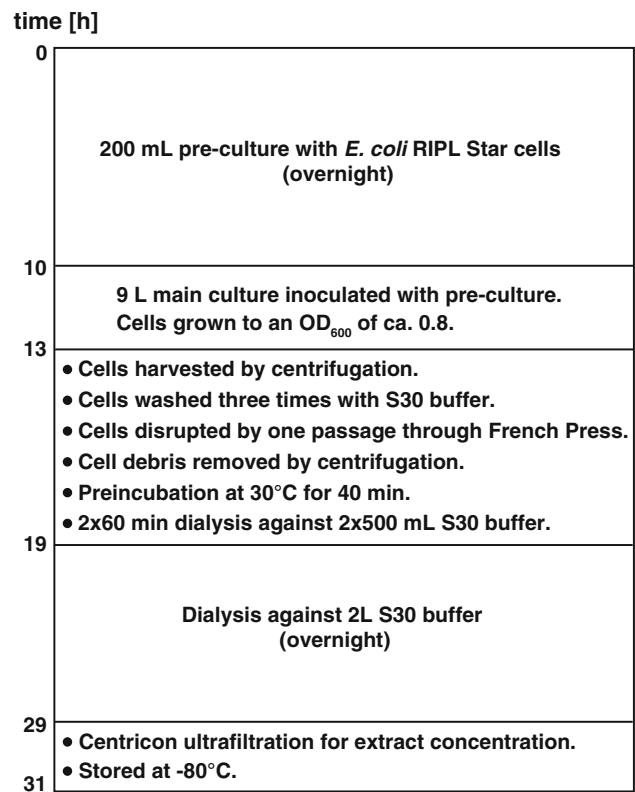 time [h]
0
200 mL pre-culture with E. coli RIPL Star cells
(overnight)
10
9 L main culture inoculated with pre-culture.
Cells grown to an OD600 of ca. 0.8.
13
• Cells harvested by centrifugation.
• Cells washed three times with S30 buffer.
• Cells disrupted by one passage through French Press.
• Cell debris removed by centrifugation.
• Preincubation at 30°C for 40 min.
• 2x60 min dialysis against 2x500 mL S30 buffer.
19
Dialysis against 2L S30 buffer
(overnight)
29
• Centricon ultrafiltration for extract concentration.
• Stored at -80°C.
31